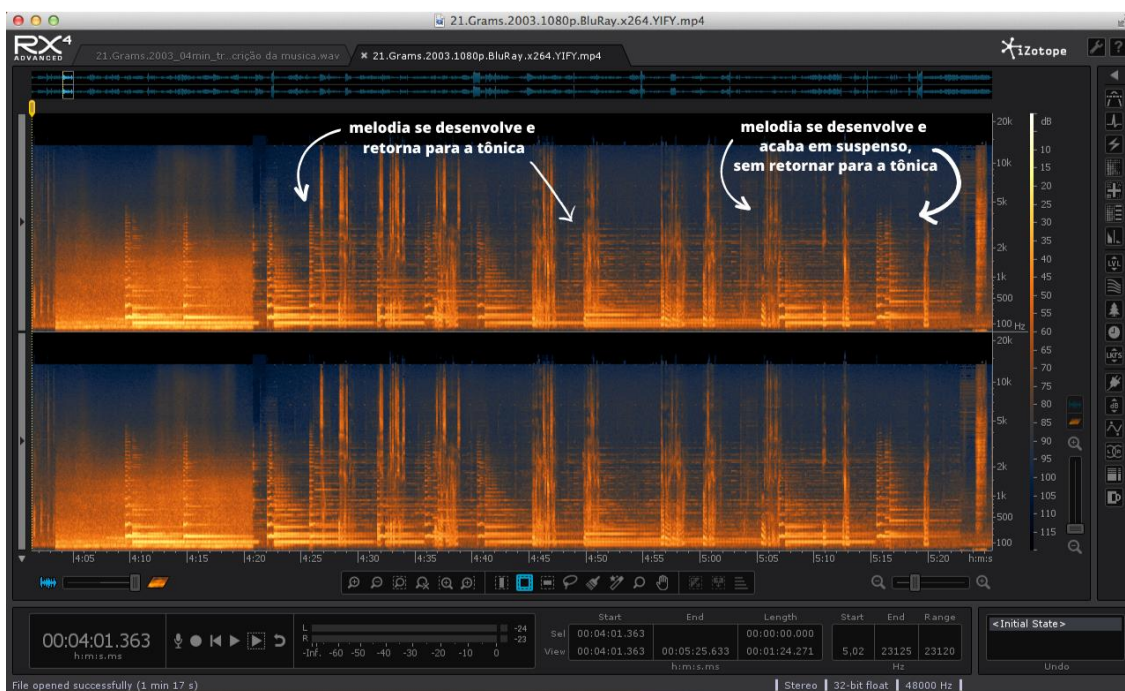 21.Grams.2003.1080p.BluRay.x264.YIFY.mp4
RX4
ADVANCED
21.Grams.2003_04min_tr...crição da musica.wav
× 21.Grams.2003.1080p.BluRay.x264.YIFY.mp4
iZotope
?
melodia se desenvolve e
retorna para a tônica
melodia se desenvolve e
acaba em suspenso,
sem retornar para a tônica
-20k
-10k
-5k
-2k
-1k
-500
-100 Hz
-20k
-10k
-5k
-2k
-1k
-500
-100
dB
10
15
20
25
30
35
40
45
50
55
60
65
70
75
80
85
90
95
100
105
110
115
LVL
LKFS
dB
4:05 4:10 4:15 4:20 4:25 4:30 4:35 4:40 4:45 4:50 4:55 5:00 5:05 5:10 5:15 5:20 h:m:s
00:04:01.363
h:m:s.ms
L
R
-24
-23
-Inf. -60 -50 -40 -30 -20 -10 0
Start End Length Start End Range
Sel 00:04:01.363 00:00:00.000
View 00:04:01.363 00:05:25.633 00:01:24.271 5,02 23125 23120
h:m:s.ms Hz
<Initial State>
Undo
File opened successfully (1 min 17 s)
Stereo 32-bit float 48000 Hz